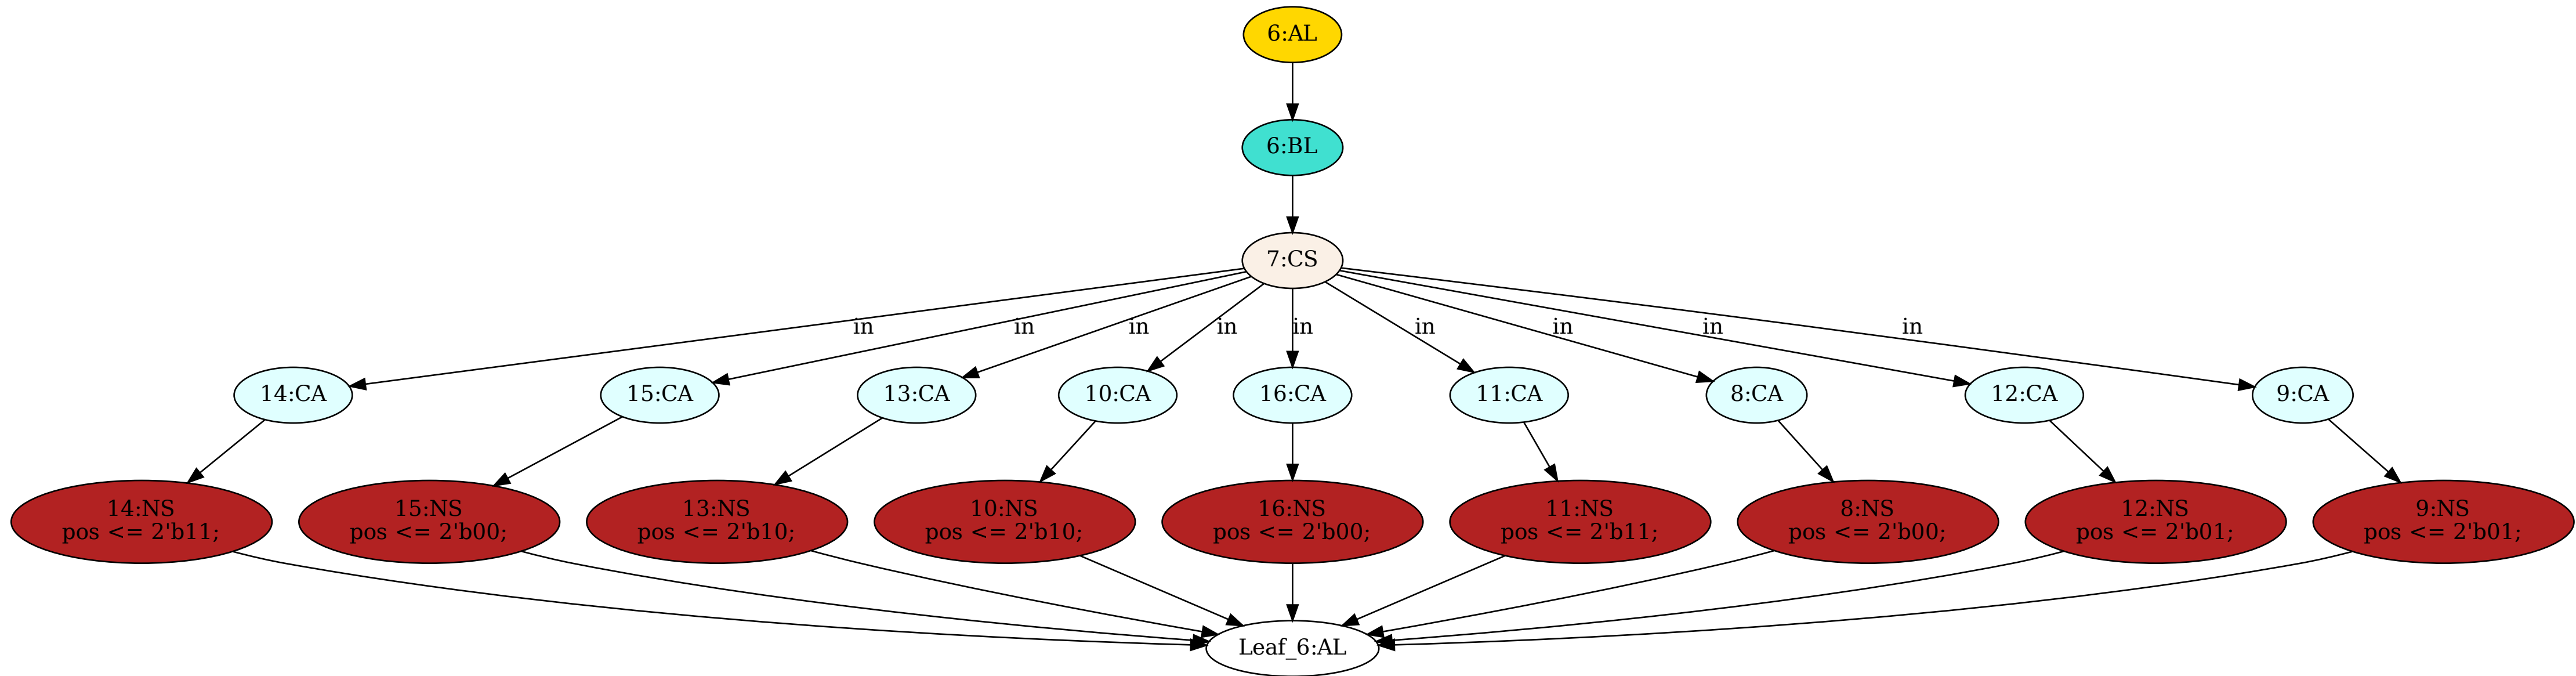 6:AL
6:BL
7:CS
in in in in in in in in in
14:CA 15:CA 13:CA 10:CA 16:CA 11:CA 8:CA 12:CA 9:CA
14:NS 15:NS 13:NS 10:NS 16:NS 11:NS 8:NS 12:NS 9:NS
pos <= 2'b11; pos <= 2'b00; pos <= 2'b10; pos <= 2'b10; pos <= 2'b00; pos <= 2'b11; pos <= 2'b00; pos <= 2'b01; pos <= 2'b01;
Leaf_6:AL